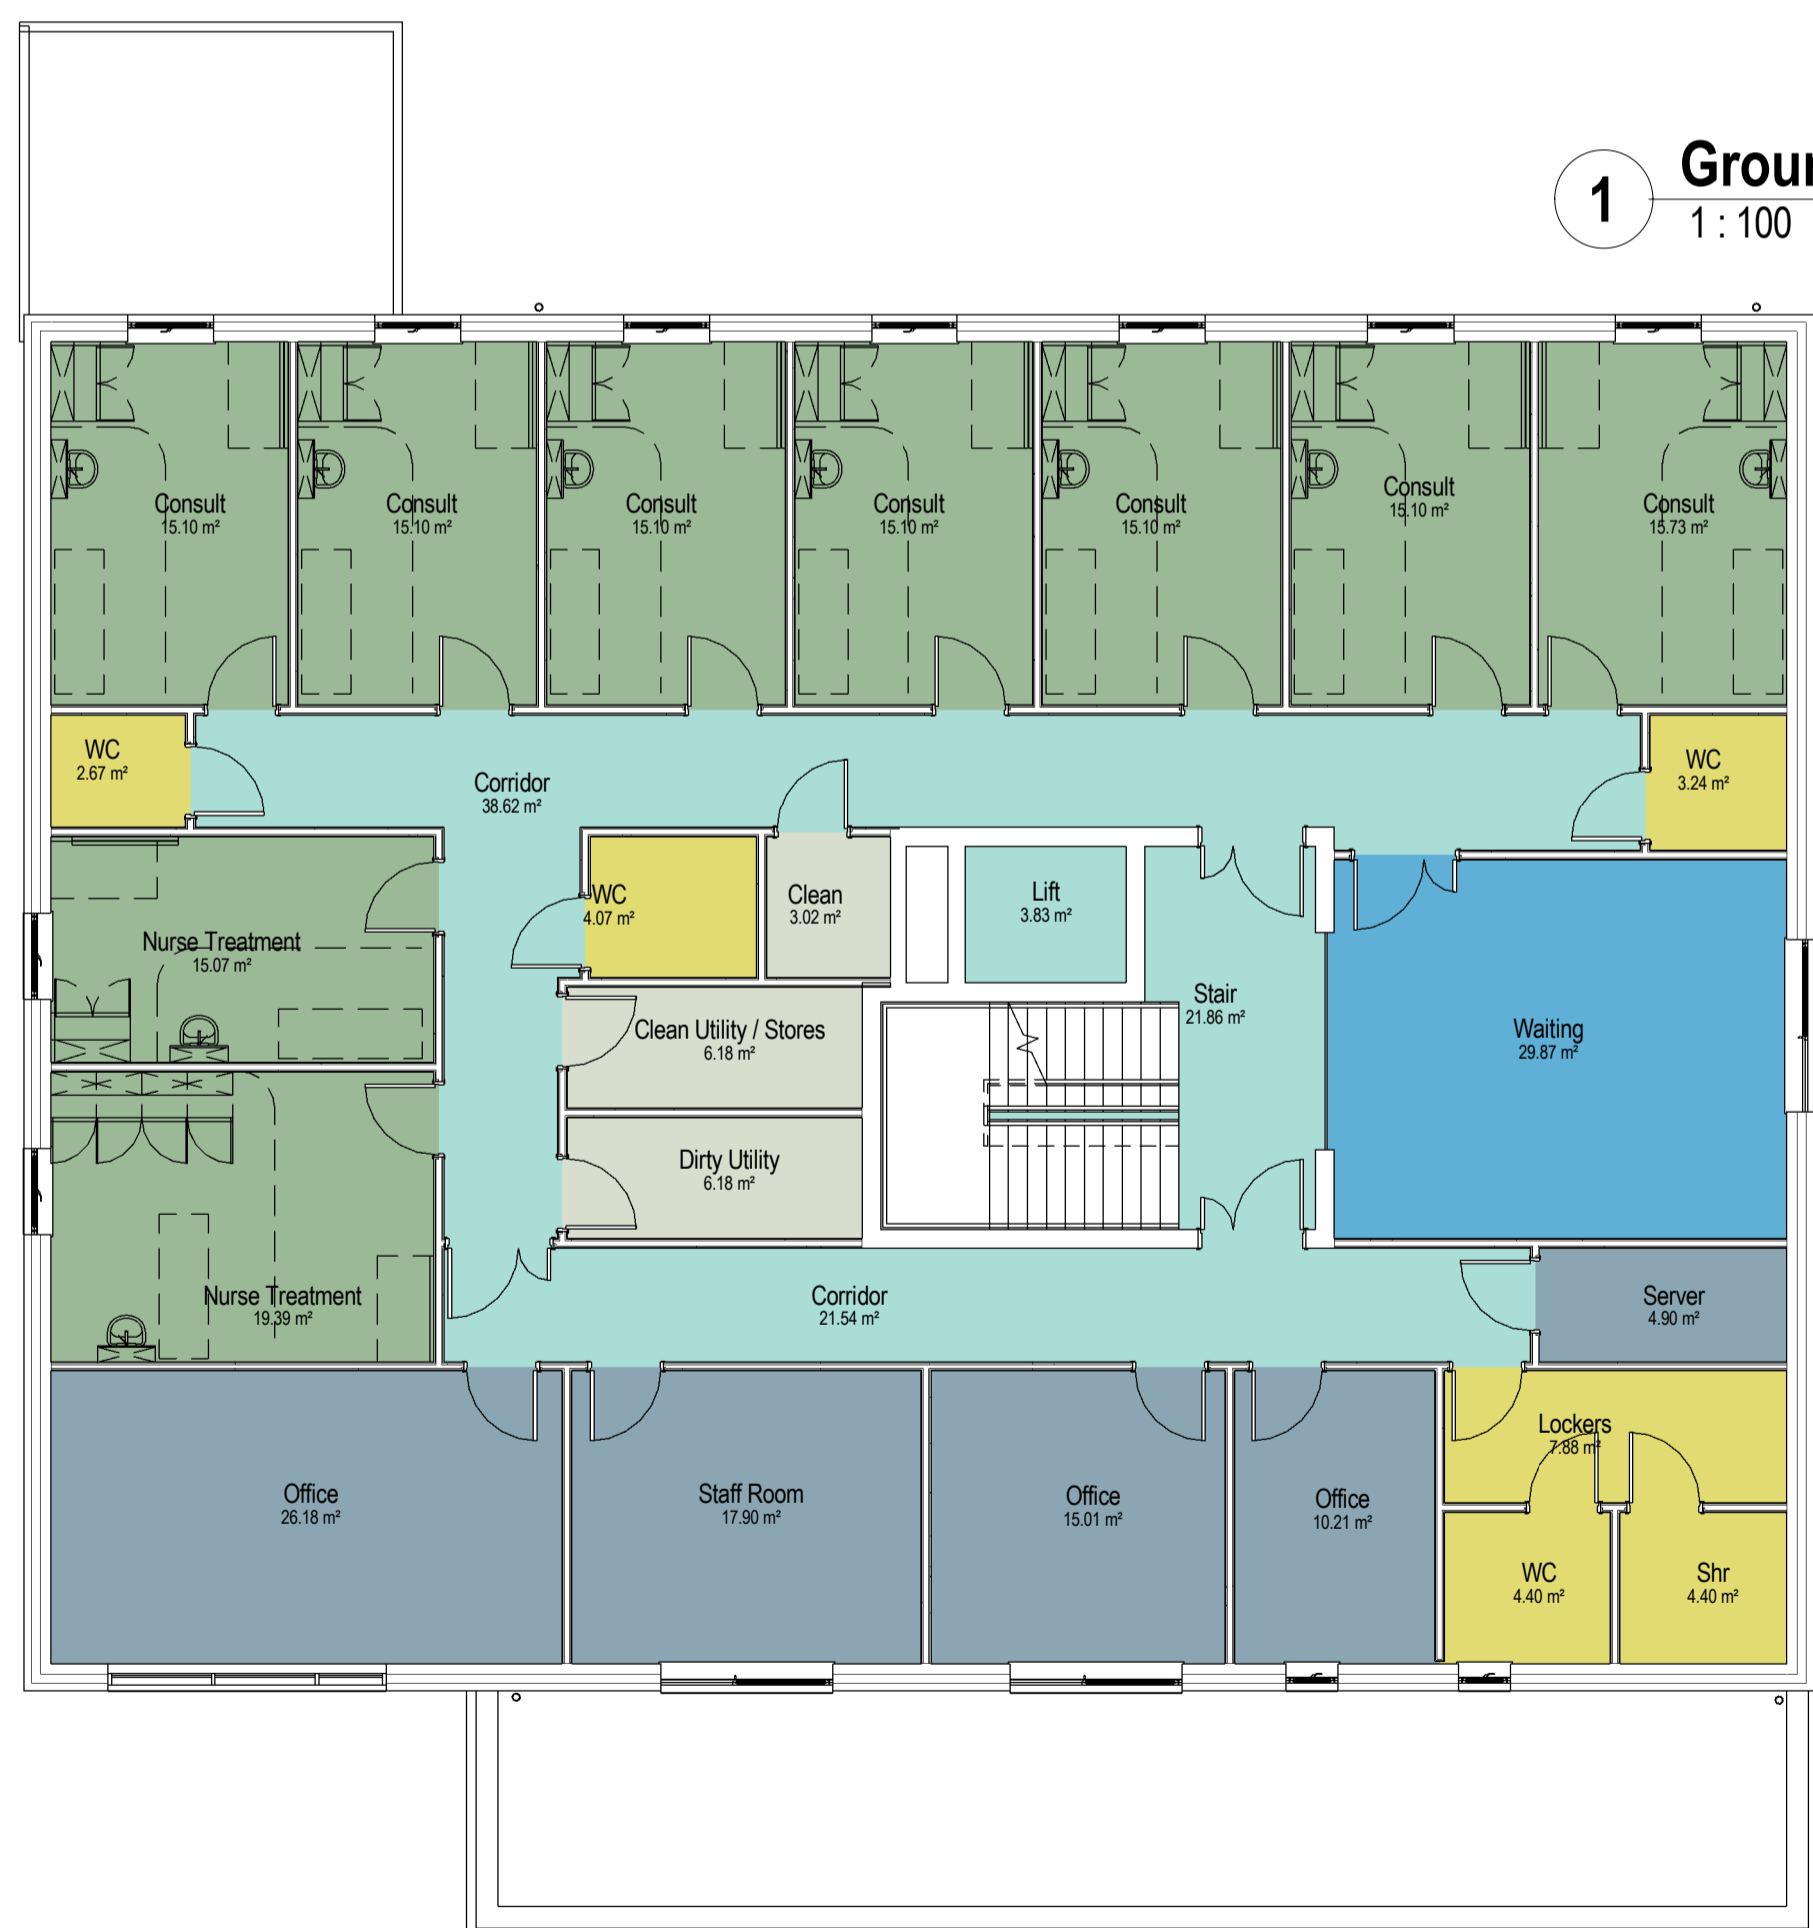 1
Groun
1 : 100
Consult
15.10 m²
Consult
15.10 m²
Consult
15.10 m²
Consult
15.10 m²
Consult
15.10 m²
Consult
15.10 m²
Consult
15.73 m²
WC
2.67 m²
Corridor
38.62 m²
WC
3.24 m²
Nurse Treatment
15.07 m²
WC
4.07 m²
Clean
3.02 m²
Lift
3.83 m²
Stair
21.86 m²
Waiting
29.87 m²
Clean Utility / Stores
6.18 m²
Dirty Utility
6.18 m²
Nurse Treatment
19.39 m²
Corridor
21.54 m²
Server
4.90 m²
Lockers
7.88 m²
Office
26.18 m²
Staff Room
17.90 m²
Office
15.01 m²
Office
10.21 m²
WC
4.40 m²
Shr
4.40 m²